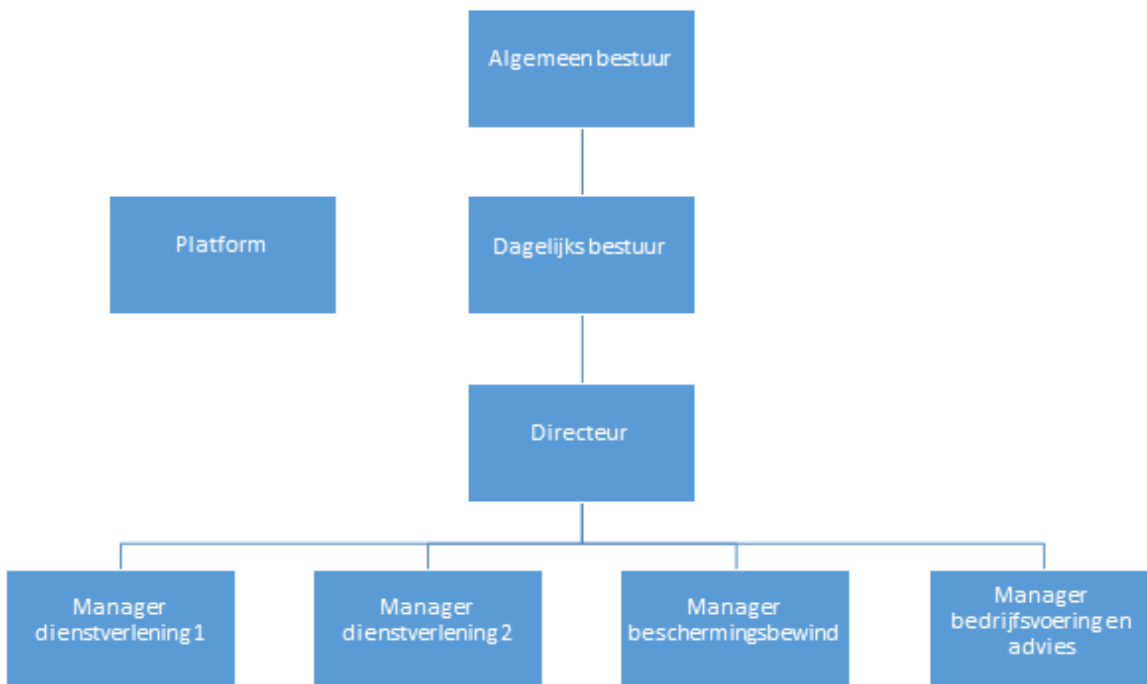 Algemeen bestuur
Platform
Dagelijks bestuur
Directeur
Manager
dienstverlening 1
Manager
dienstverlening 2
Manager
beschermingsbewind
Manager
bedrijfsvoering en
advies